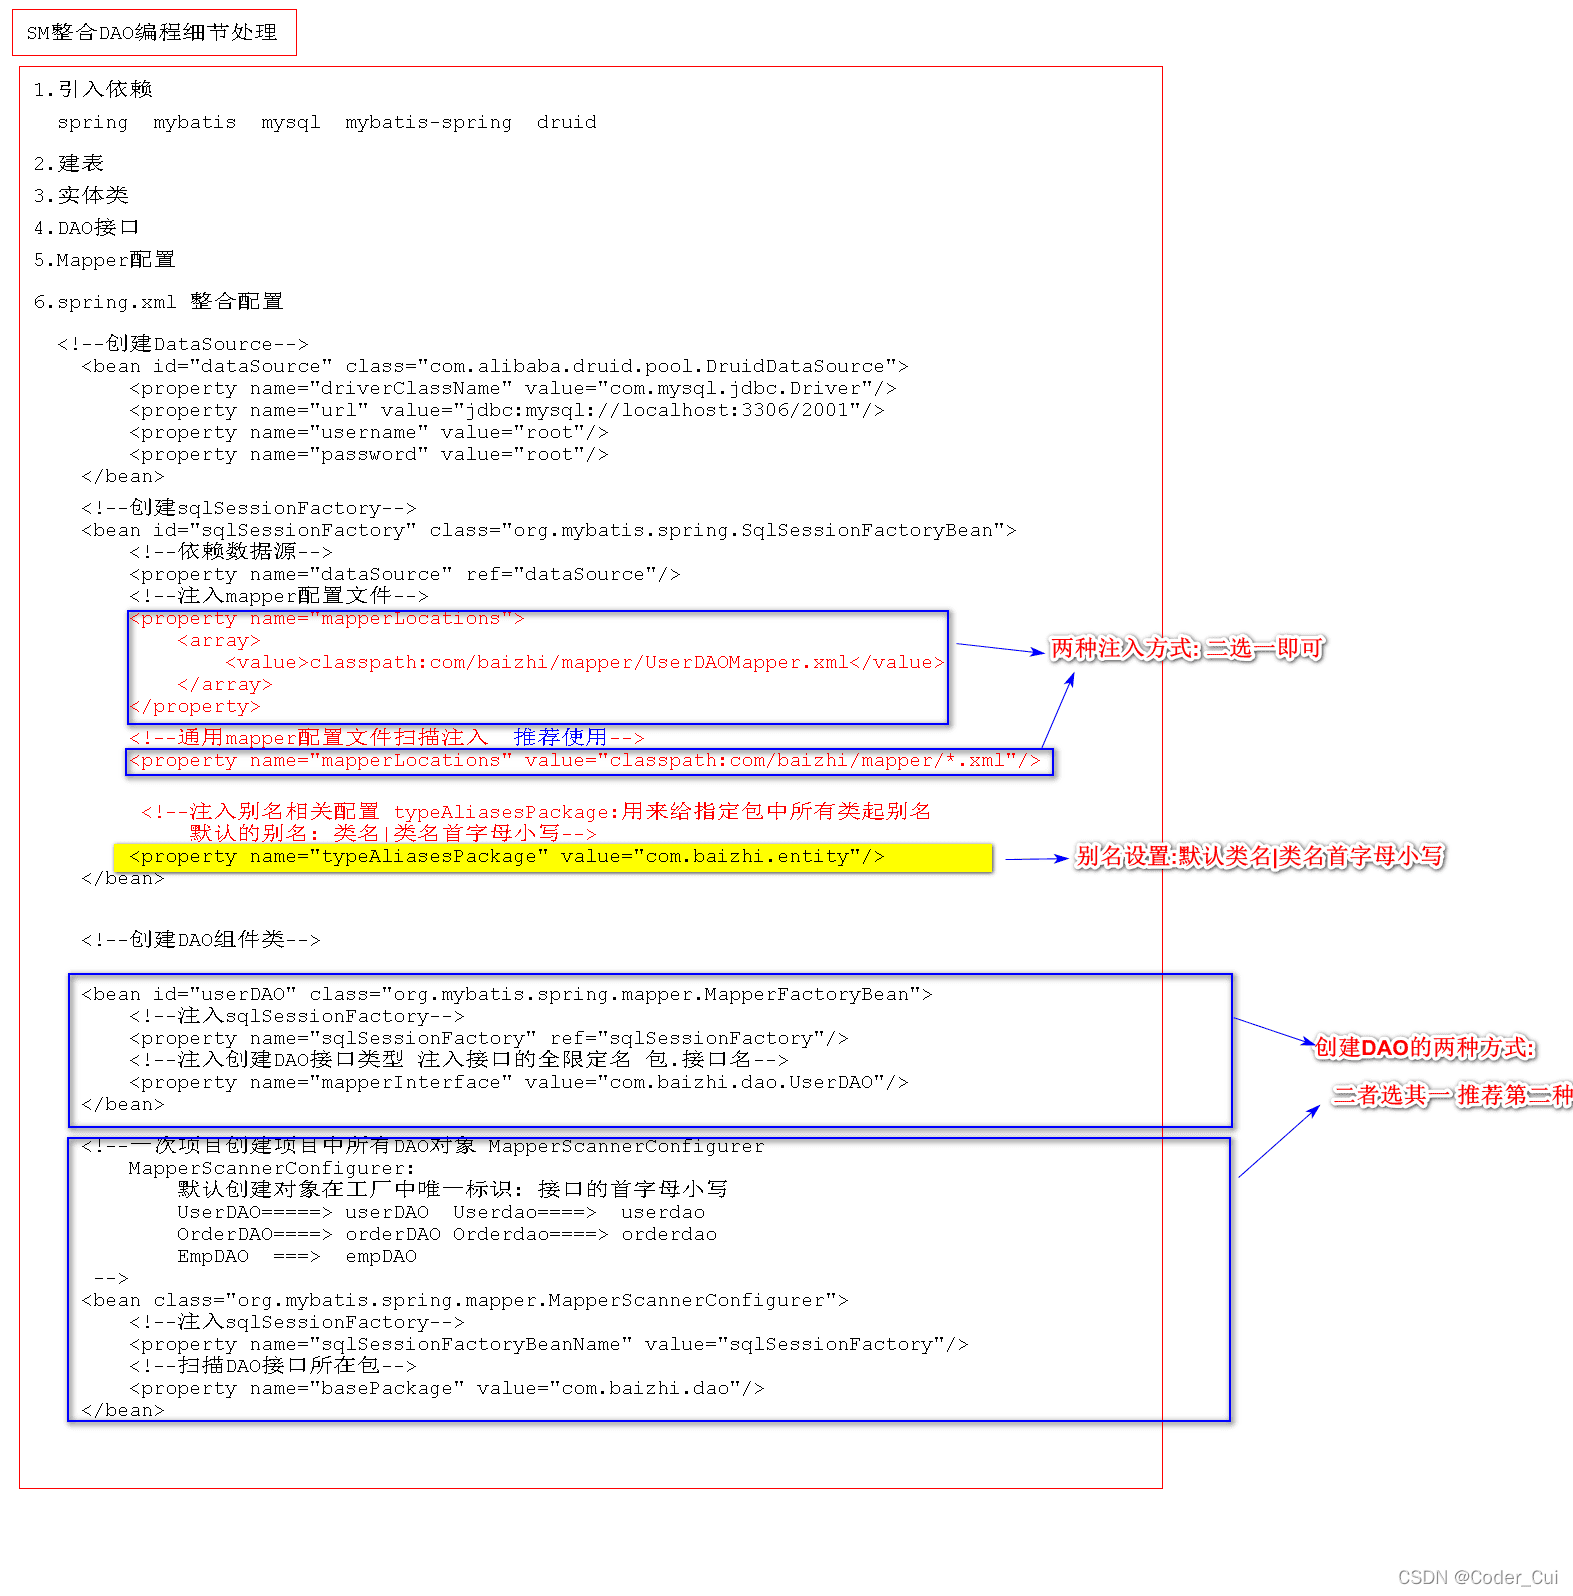 SM整合DAO编程细节处理
1.引入依赖
spring mybatis mysql mybatis-spring druid
2.建表
3.实体类
4.DAO接口
5.Mapper配置
6.spring.xml 整合配置
<!--创建DataSource-->
<bean id="dataSource" class="com.alibaba.druid.pool.DruidDataSource">
<property name="driverClassName" value="com.mysql.jdbc.Driver"/>
<property name="url" value="jdbc:mysql://localhost:3306/2001"/>
<property name="username" value="root"/>
<property name="password" value="root"/>
</bean>
<!--创建sqlSessionFactory-->
<bean id="sqlSessionFactory" class="org.mybatis.spring.SqlSessionFactoryBean">
<!--依赖数据源-->
<property name="dataSource" ref="dataSource"/>
<!--注入mapper配置文件-->
<property name="mapperLocations">
<array>
<value>classpath:com/baizhi/mapper/UserDAOMapper.xml</value>
</array>
</property>
两种注入方式: 二选一即可
<!--通用mapper配置文件扫描注入 推荐使用-->
<property name="mapperLocations" value="classpath:com/baizhi/mapper/*.xml"/>
<!--注入别名相关配置 typeAliasesPackage:用来给指定包中所有类起别名
默认的别名: 类名|类名首字母小写-->
<property name="typeAliasesPackage" value="com.baizhi.entity"/>
别名设置:默认类名|类名首字母小写
</bean>
<!--创建DAO组件类-->
<bean id="userDAO" class="org.mybatis.spring.mapper.MapperFactoryBean">
<!--注入sqlSessionFactory-->
<property name="sqlSessionFactory" ref="sqlSessionFactory"/>
<!--注入创建DAO接口类型 注入接口的全限定名 包.接口名-->
<property name="mapperInterface" value="com.baizhi.dao.UserDAO"/>
</bean>
创建DAO的两种方式:
二者选其一 推荐第二种
<!--一次项目创建项目中所有DAO对象 MapperScannerConfigurer
MapperScannerConfigurer:
默认创建对象在工厂中唯一标识: 接口的首字母小写
UserDAO=====> userDAO Userdao====> userdao
OrderDAO====> orderDAO Orderdao====> orderdao
EmpDAO ===> empDAO
-->
<bean class="org.mybatis.spring.mapper.MapperScannerConfigurer">
<!--注入sqlSessionFactory-->
<property name="sqlSessionFactoryBeanName" value="sqlSessionFactory"/>
<!--扫描DAO接口所在包-->
<property name="basePackage" value="com.baizhi.dao"/>
</bean>
CSDN @Coder_Cui